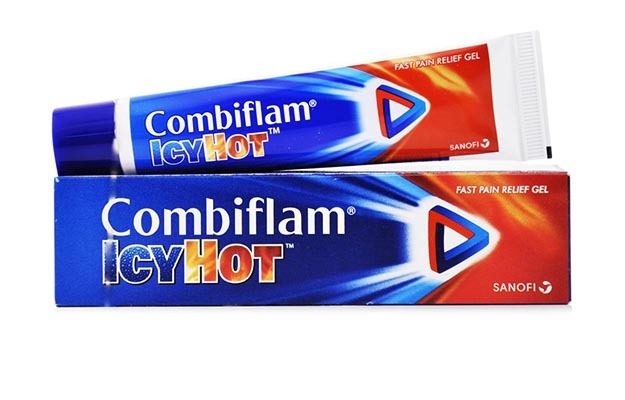 FAST PAIN RELIEF GEL
Combiflam®
ICYHOT™
SANOFI
FAST PAIN RELIEF GEL
Combiflam®
ICYHOT™
SANOFI